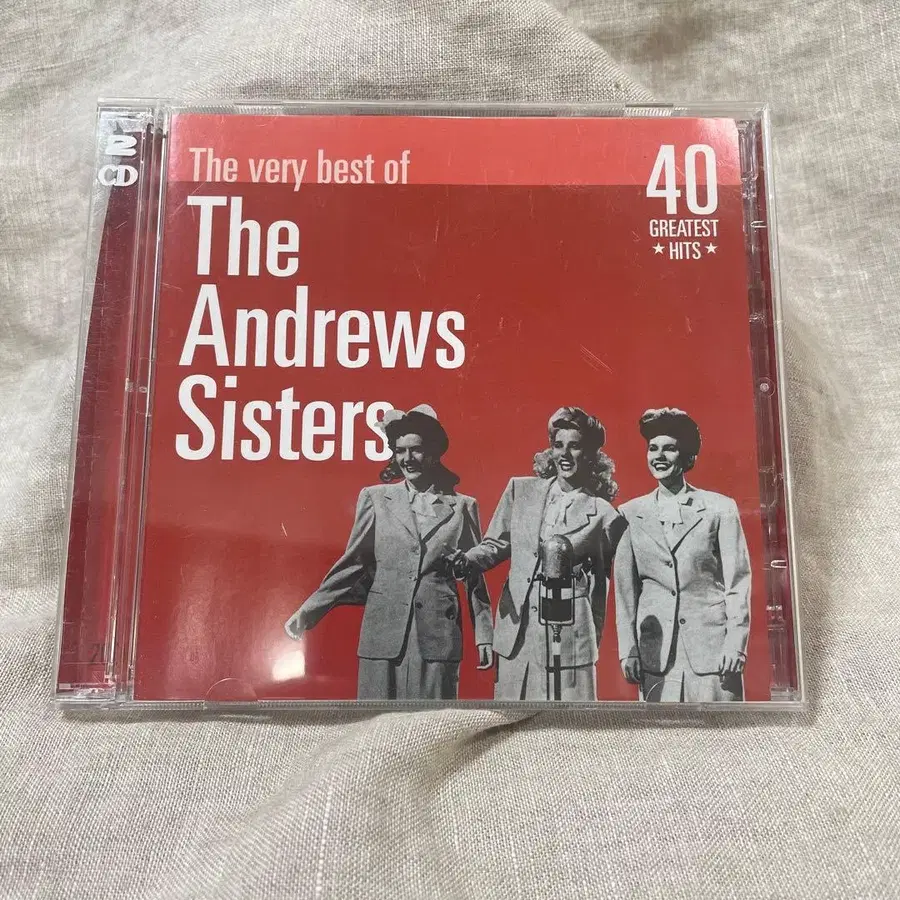 2
CD
The very best of
The
Andrews
Sisters
40
GREATEST
★ HITS ★